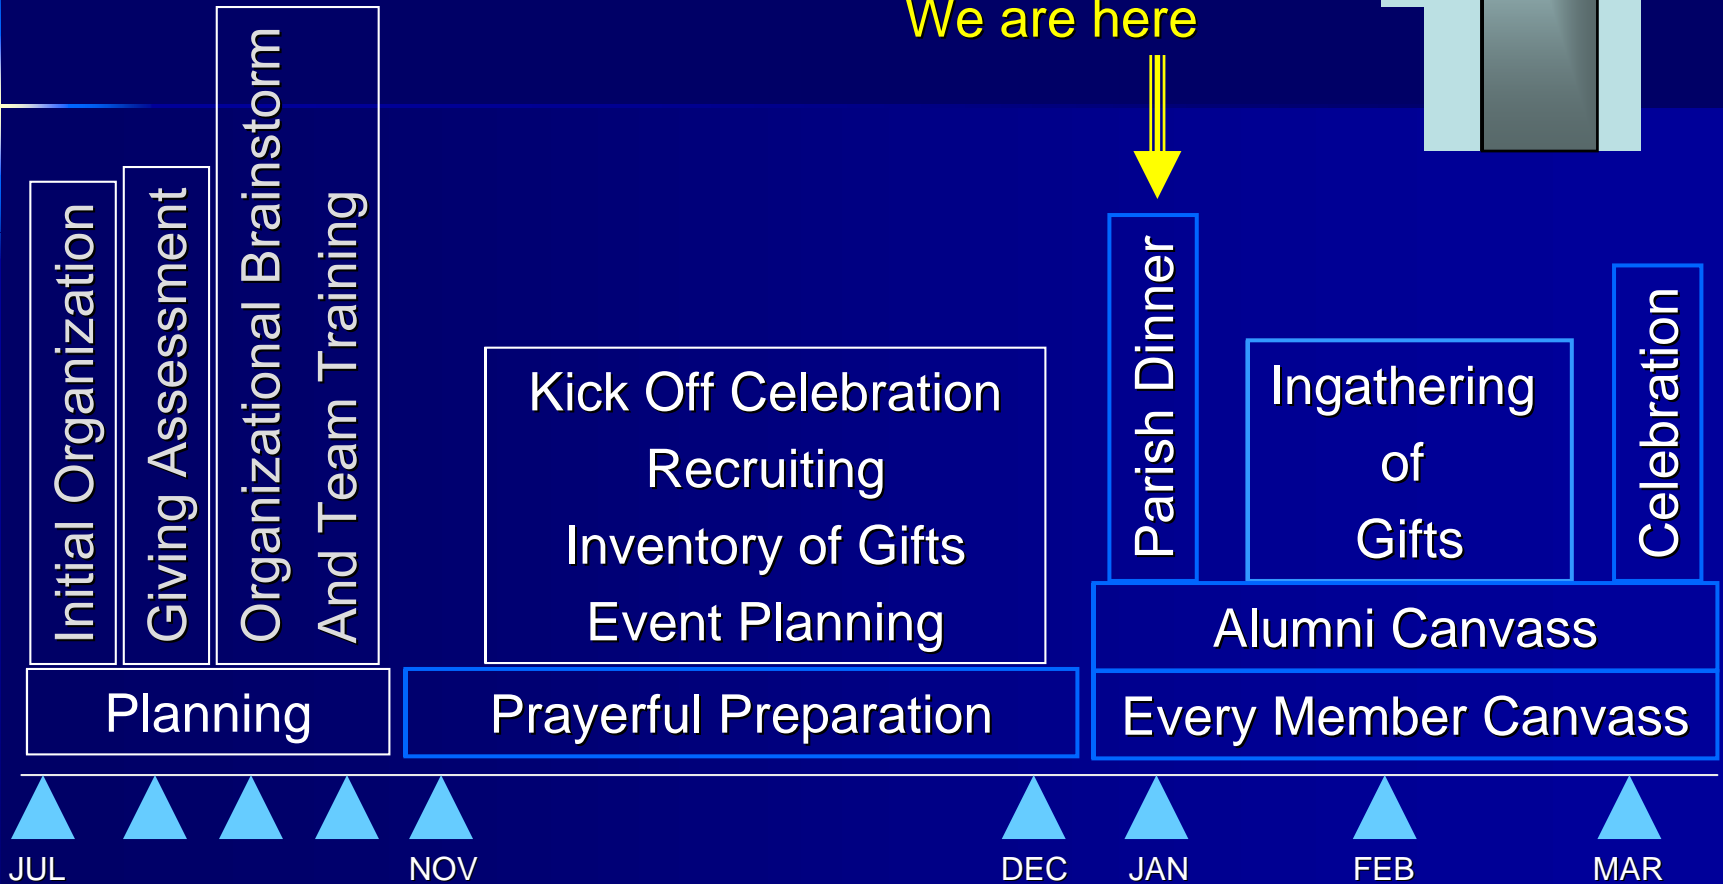 We are here
Initial Organization
Giving Assessment
Organizational Brainstorm
And Team Training
Kick Off Celebration
Recruiting
Inventory of Gifts
Event Planning
Parish Dinner
Ingathering
of
Gifts
Celebration
Alumni Canvass
Planning
Prayerful Preparation
Every Member Canvass
JUL
NOV
DEC
JAN
FEB
MAR